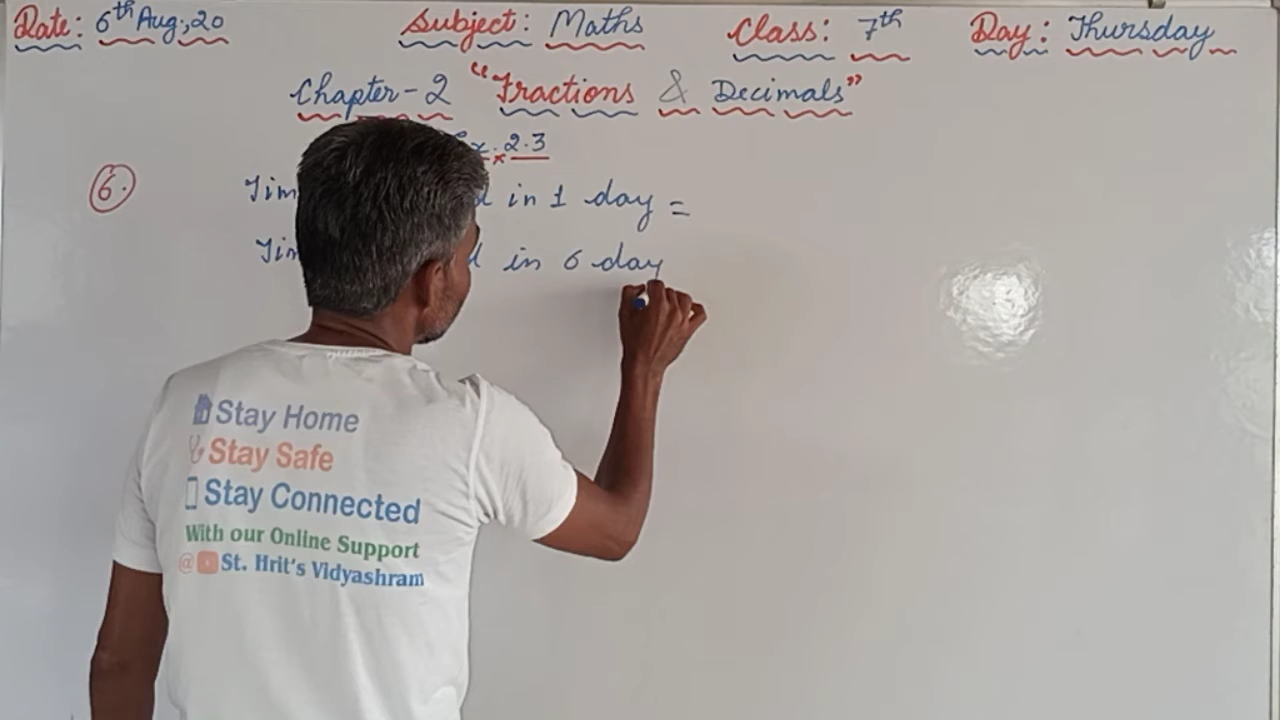 Date: 6th Aug,20 Subject: Maths Class: 7th Day: Thursday
Chapter-2 "Fractions & Decimals"
2.3
6. in 1 day =
in 6 day
Stay Home
Stay Safe
Stay Connected
With our Online Support
@ St. Hrit's Vidyashram